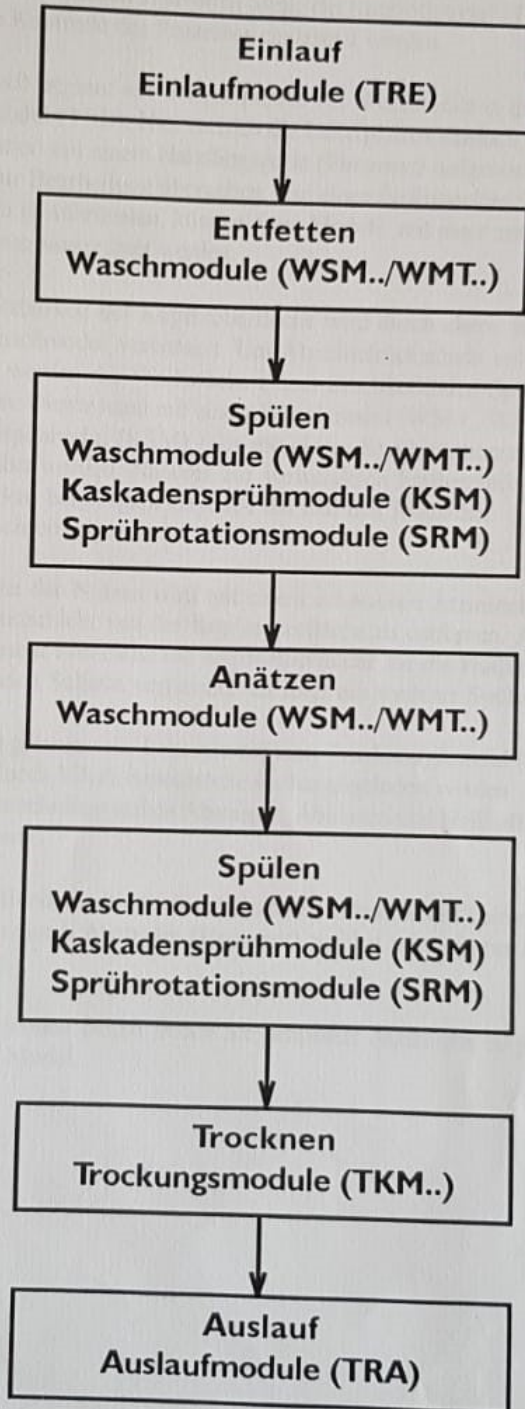 Einlauf
Einlaufmodule (TRE)
Entfetten
Waschmodule (WSM../WMT..)
Spülen
Waschmodule (WSM../WMT..)
Kaskadensprühmodule (KSM)
Sprührotationsmodule (SRM)
Anätzen
Waschmodule (WSM../WMT..)
Spülen
Waschmodule (WSM../WMT..)
Kaskadensprühmodule (KSM)
Sprührotationsmodule (SRM)
Trocknen
Trockungsmodule (TKM..)
Auslauf
Auslaufmodule (TRA)